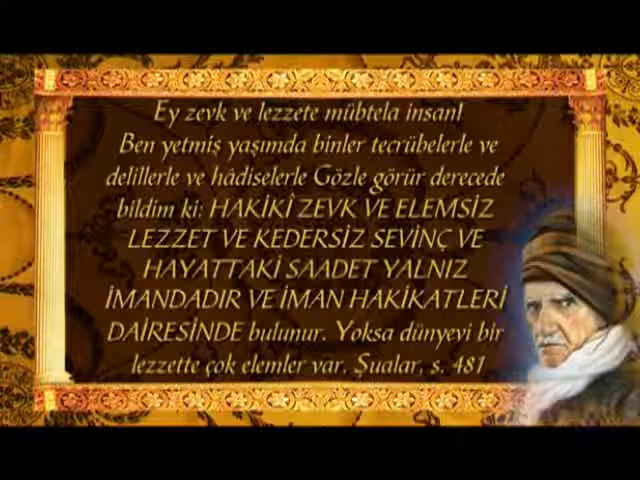 Ey zevk ve lezzete mübtela insan!
Ben yetmiş yaşımda binler tecrübelerle ve
delillerle ve hâdiselerle Gözle görür derecede
bildim ki: HAKİKÎ ZEVK VE ELEMSİZ
LEZZET VE KEDERSİZ SEVİNÇ VE
HAYATTAKİ SAADET YALNIZ
İMANDADIR VE İMAN HAKİKATLERİ
DAİRESİNDE bulunur. Yoksa dünyevi bir
lezzette çok elemler var. Şualar, s. 481